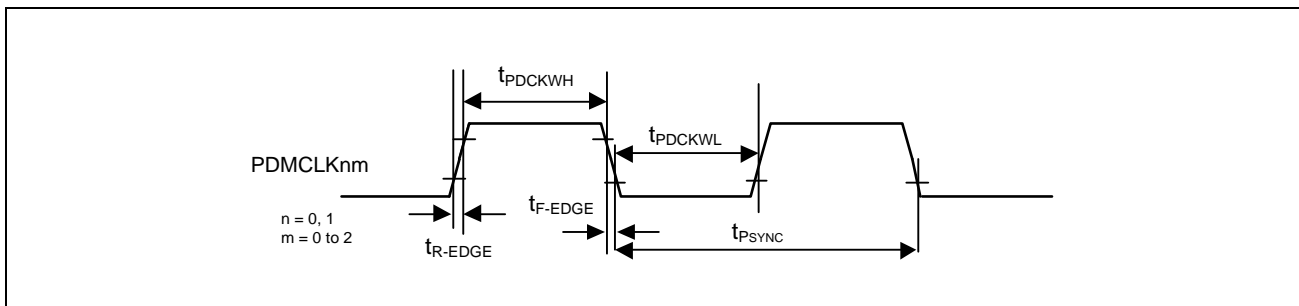 tPDCKWH
tPDCKWL
PDMCLKnm
tF-EDGE
n = 0, 1
m = 0 to 2
tPSYNC
tR-EDGE